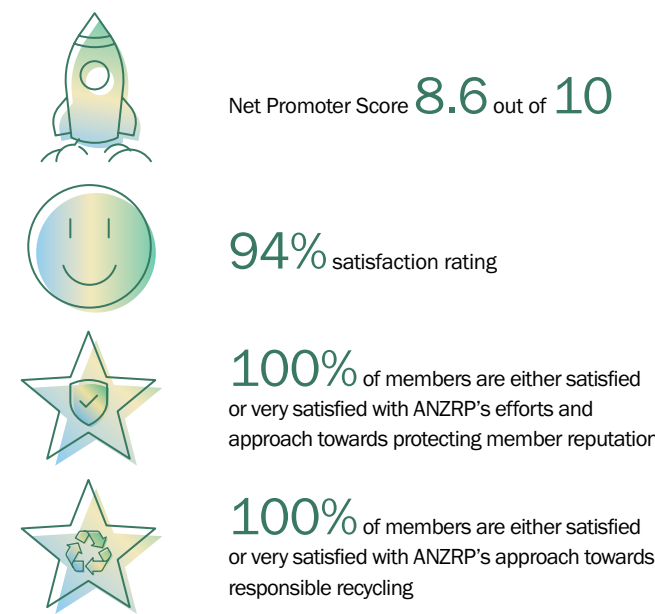 Net Promoter Score 8.6 out of 10
94% satisfaction rating
100% of members are either satisfied
or very satisfied with ANZRP’s efforts and
approach towards protecting member reputation
100% of members are either satisfied
or very satisfied with ANZRP’s approach towards
responsible recycling